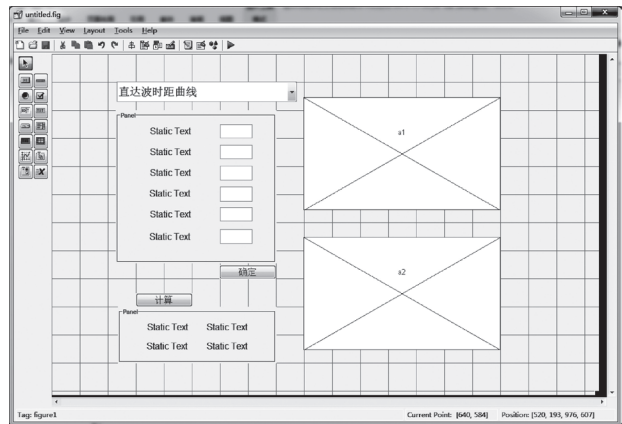 untitled.fig
File Edit View Layout Tools Help
直达波时距曲线
Panel
Static Text
Static Text
Static Text
Static Text
Static Text
Static Text
确定
计算
Panel
Static Text Static Text
Static Text Static Text
a1
a2
Tag: figure1 Current Point: [640, 584] Position: [520, 193, 976, 607]